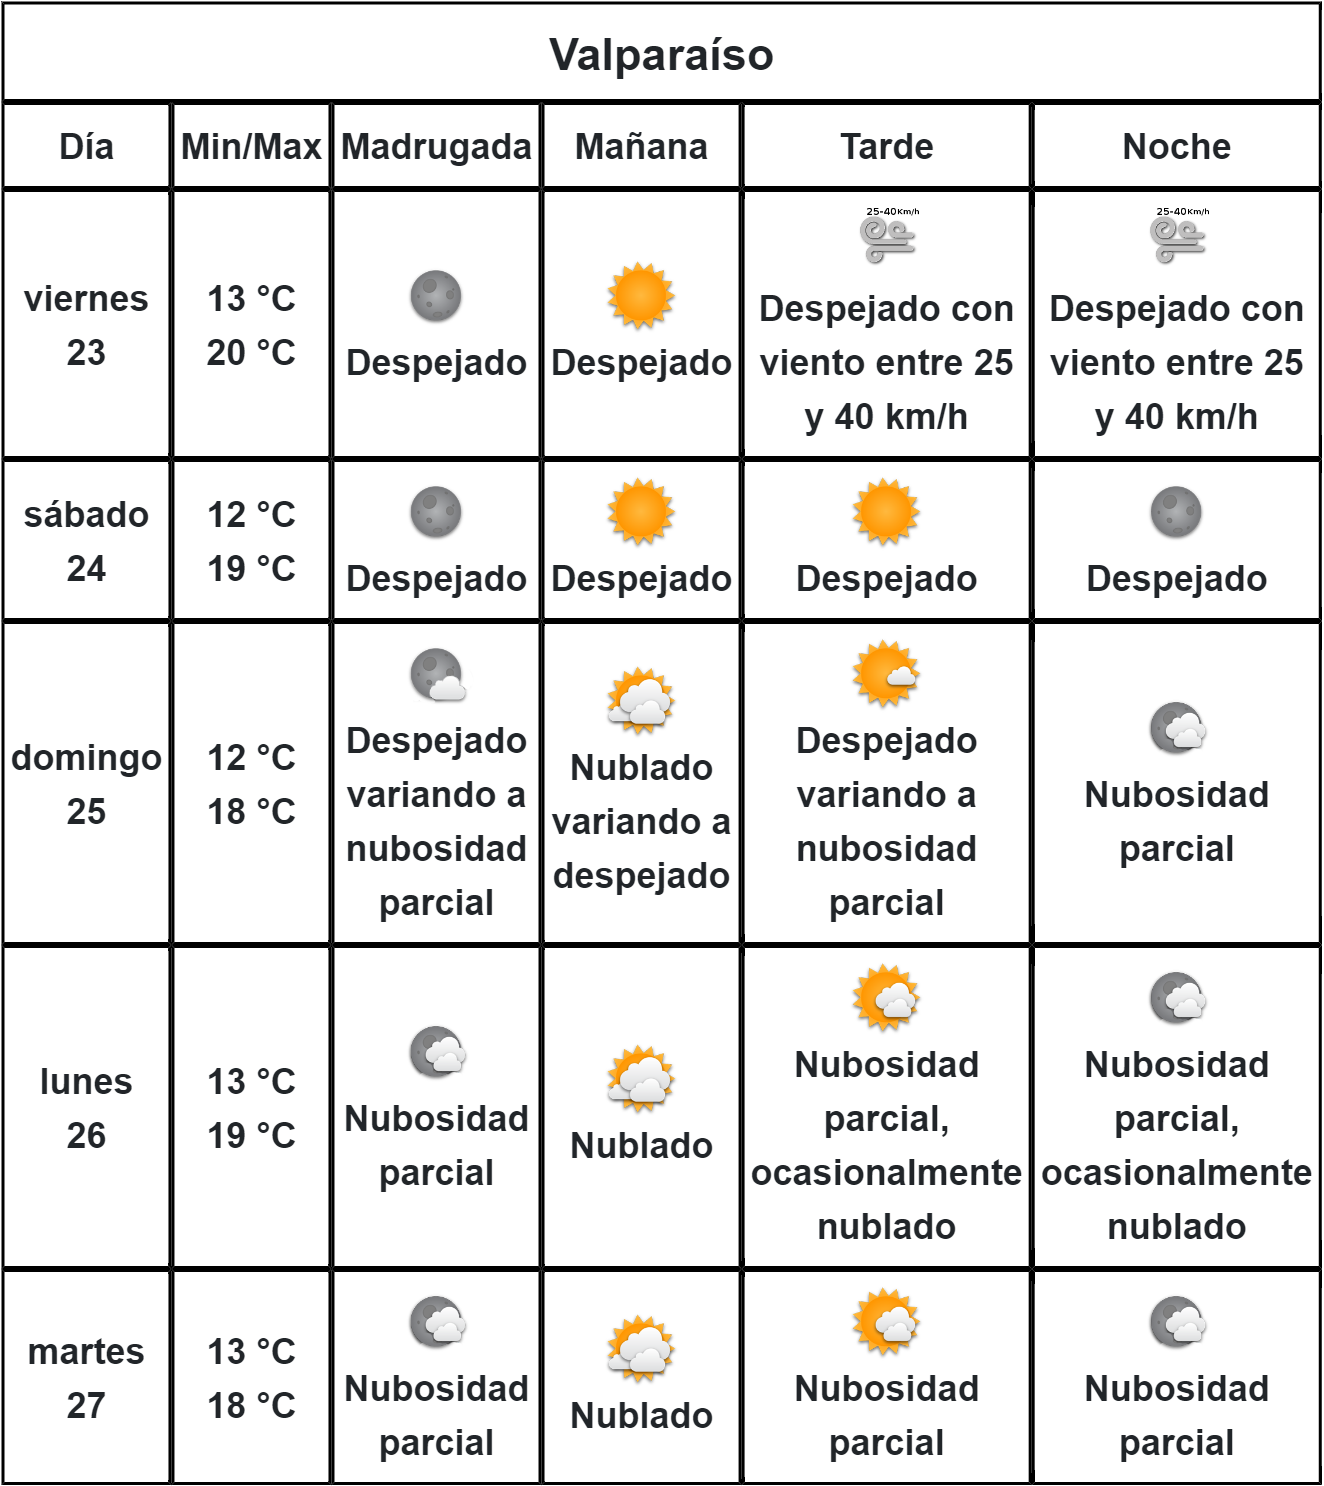 Valparaíso
Día Min/Max Madrugada Mañana Tarde Noche
viernes
23
13 °C
20 °C
Despejado
Despejado
25-40Km/h
Despejado con
viento entre 25
y 40 km/h
25-40Km/h
Despejado con
viento entre 25
y 40 km/h
sábado
24
12 °C
19 °C
Despejado
Despejado
Despejado
Despejado
domingo
25
12 °C
18 °C
Despejado
variando a
nubosidad
parcial
Nublado
variando a
despejado
Despejado
variando a
nubosidad
parcial
Nubosidad
parcial
lunes
26
13 °C
19 °C
Nubosidad
parcial
Nublado
Nubosidad
parcial,
ocasionalmente
nublado
Nubosidad
parcial,
ocasionalmente
nublado
martes
27
13 °C
18 °C
Nubosidad
parcial
Nublado
Nubosidad
parcial
Nubosidad
parcial